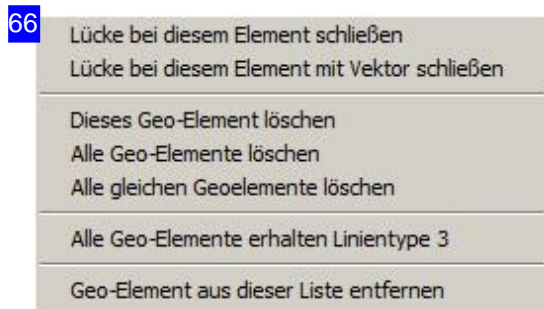 66
Lücke bei diesem Element schließen
Lücke bei diesem Element mit Vektor schließen
Dieses Geo-Element löschen
Alle Geo-Elemente löschen
Alle gleichen Geoelemente löschen
Alle Geo-Elemente erhalten Linientype 3
Geo-Element aus dieser Liste entfernen